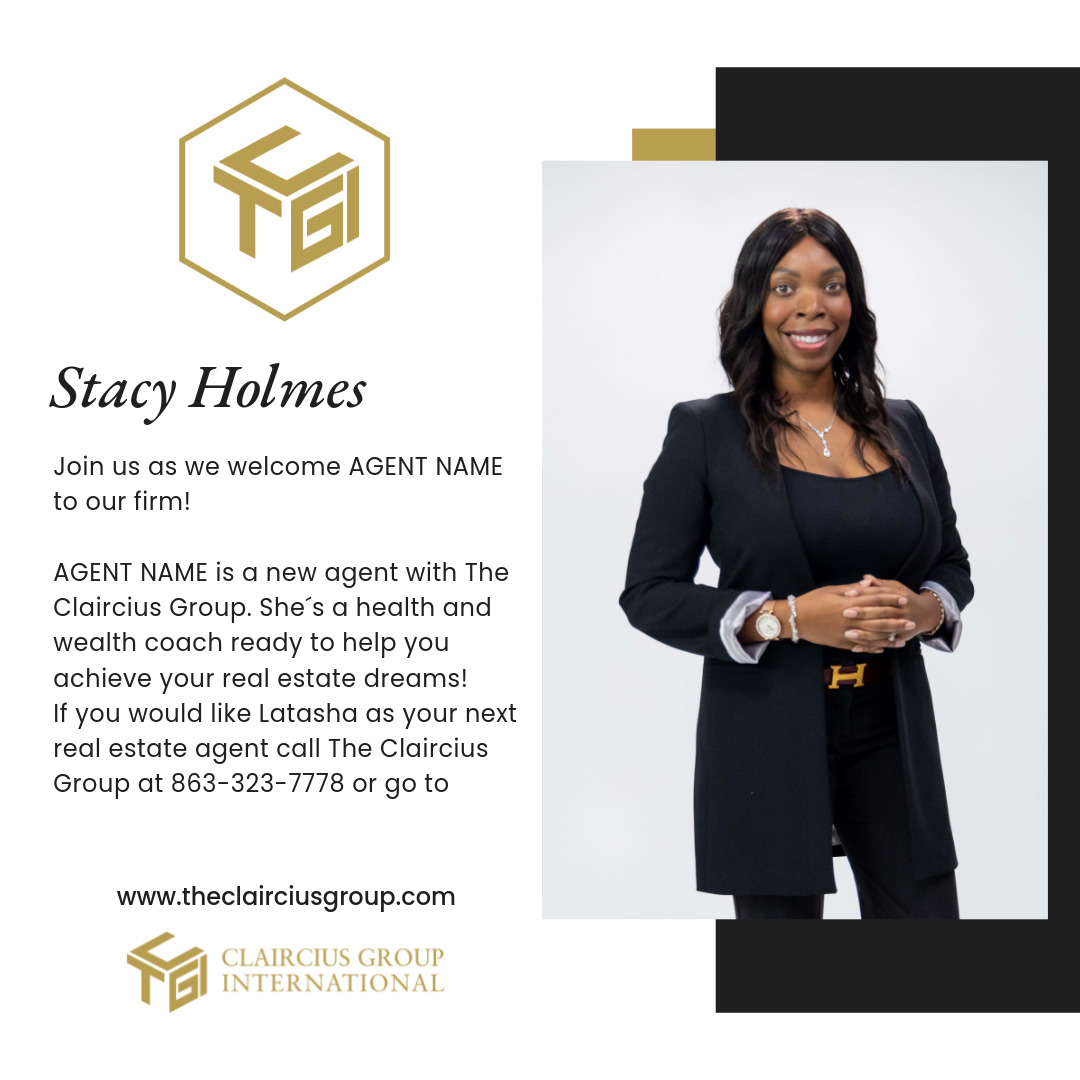 TCGI
Stacy Holmes
Join us as we welcome AGENT NAME
to our firm!
AGENT NAME is a new agent with The
Claircius Group. She´s a health and
wealth coach ready to help you
achieve your real estate dreams!
If you would like Latasha as your next
real estate agent call The Claircius
Group at 863-323-7778 or go to
www.theclairciusgroup.com
TCGI
CLAIRCIUS GROUP
INTERNATIONAL